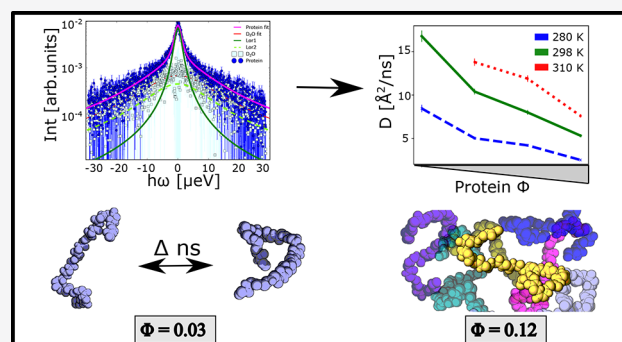 Int [arb.units]
10⁻³
10⁻⁴
Protein fit
D₂O fit
Lor1
Lor2
D₂O
Protein
-30 -20 -10 0 10 20 30
hω [µeV]
D [Å²/ns]
15
10
5
280 K
298 K
310 K
Protein Φ
Δ ns
Φ = 0.03
Φ = 0.12